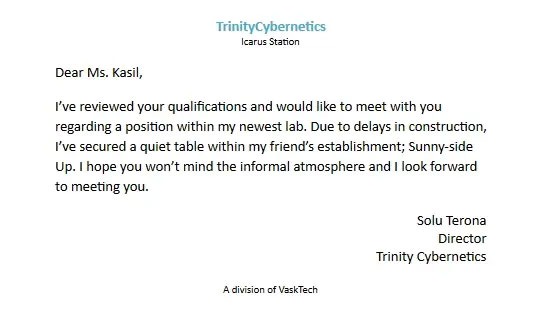 TrinityCybernetics
Icarus Station
Dear Ms. Kasil,
I’ve reviewed your qualifications and would like to meet with you
regarding a position within my newest lab. Due to delays in construction,
I’ve secured a quiet table within my friend’s establishment; Sunny-side
Up. I hope you won’t mind the informal atmosphere and I look forward
to meeting you.
Solu Terona
Director
Trinity Cybernetics
A division of VaskTech